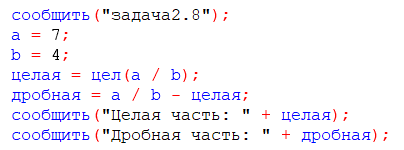 сообщить("задача2.8");
a = 7;
b = 4;
целая = цел(a / b);
дробная = a / b - целая;
сообщить("Целая часть: " + целая);
сообщить("Дробная часть: " + дробная);